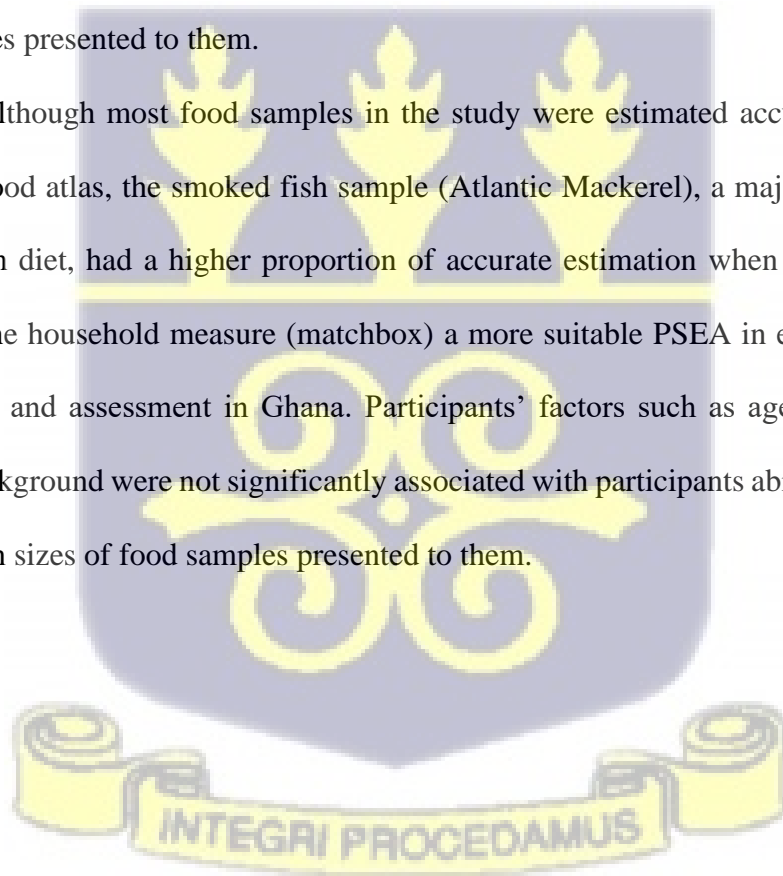 es presented to them.
lthough most food samples in the study were estimated acc
ood atlas, the smoked fish sample (Atlantic Mackerel), a maj
n diet, had a higher proportion of accurate estimation when
ne household measure (matchbox) a more suitable PSEA in e
and assessment in Ghana. Participants’ factors such as age
kground were not significantly associated with participants abi
n sizes of food samples presented to them.
INTEGRI PROCEDAMUS